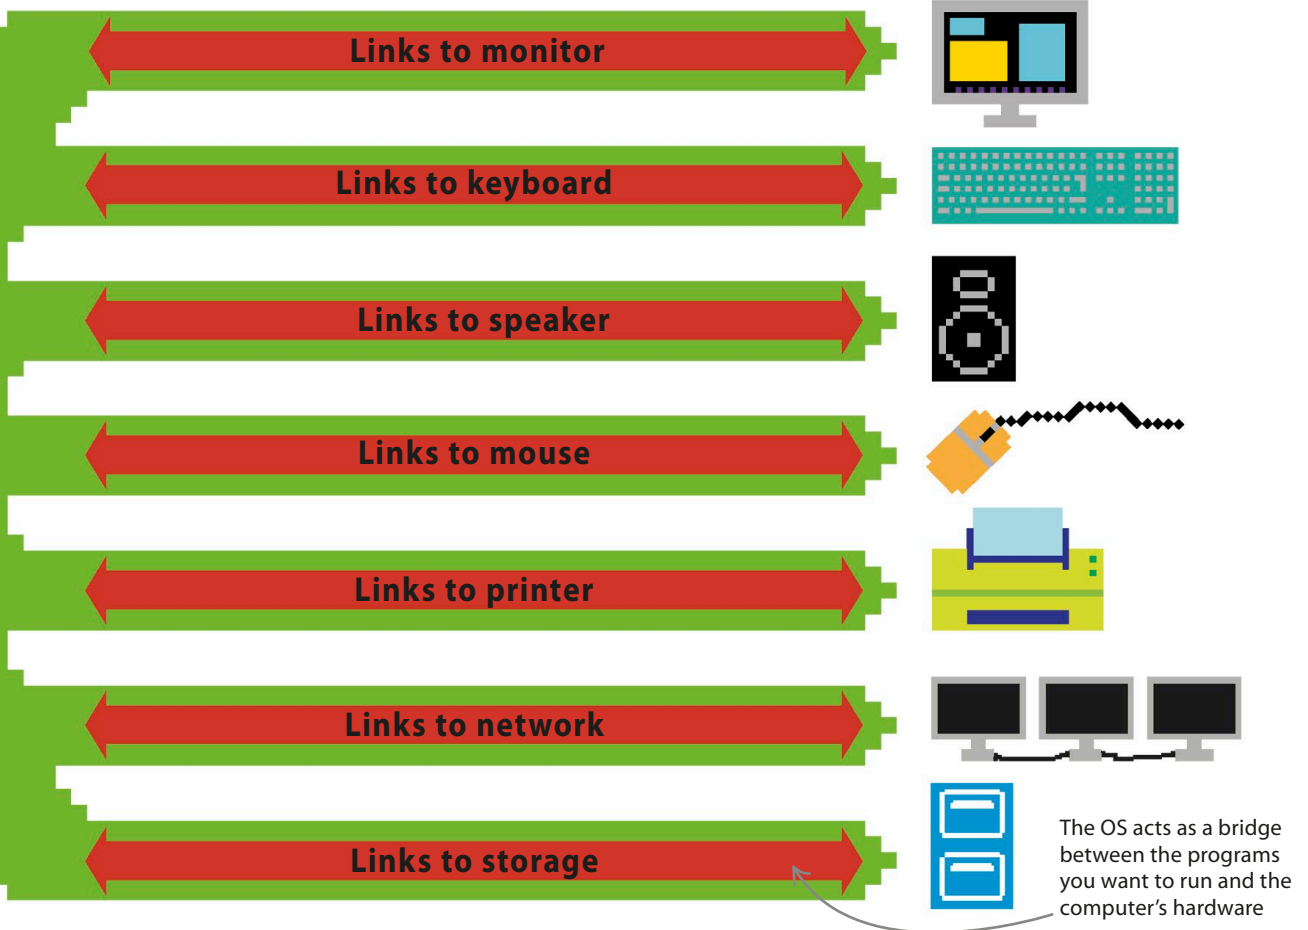 Links to monitor
Links to keyboard
Links to speaker
Links to mouse
Links to printer
Links to network
Links to storage
The OS acts as a bridge
between the programs
you want to run and the
computer’s hardware